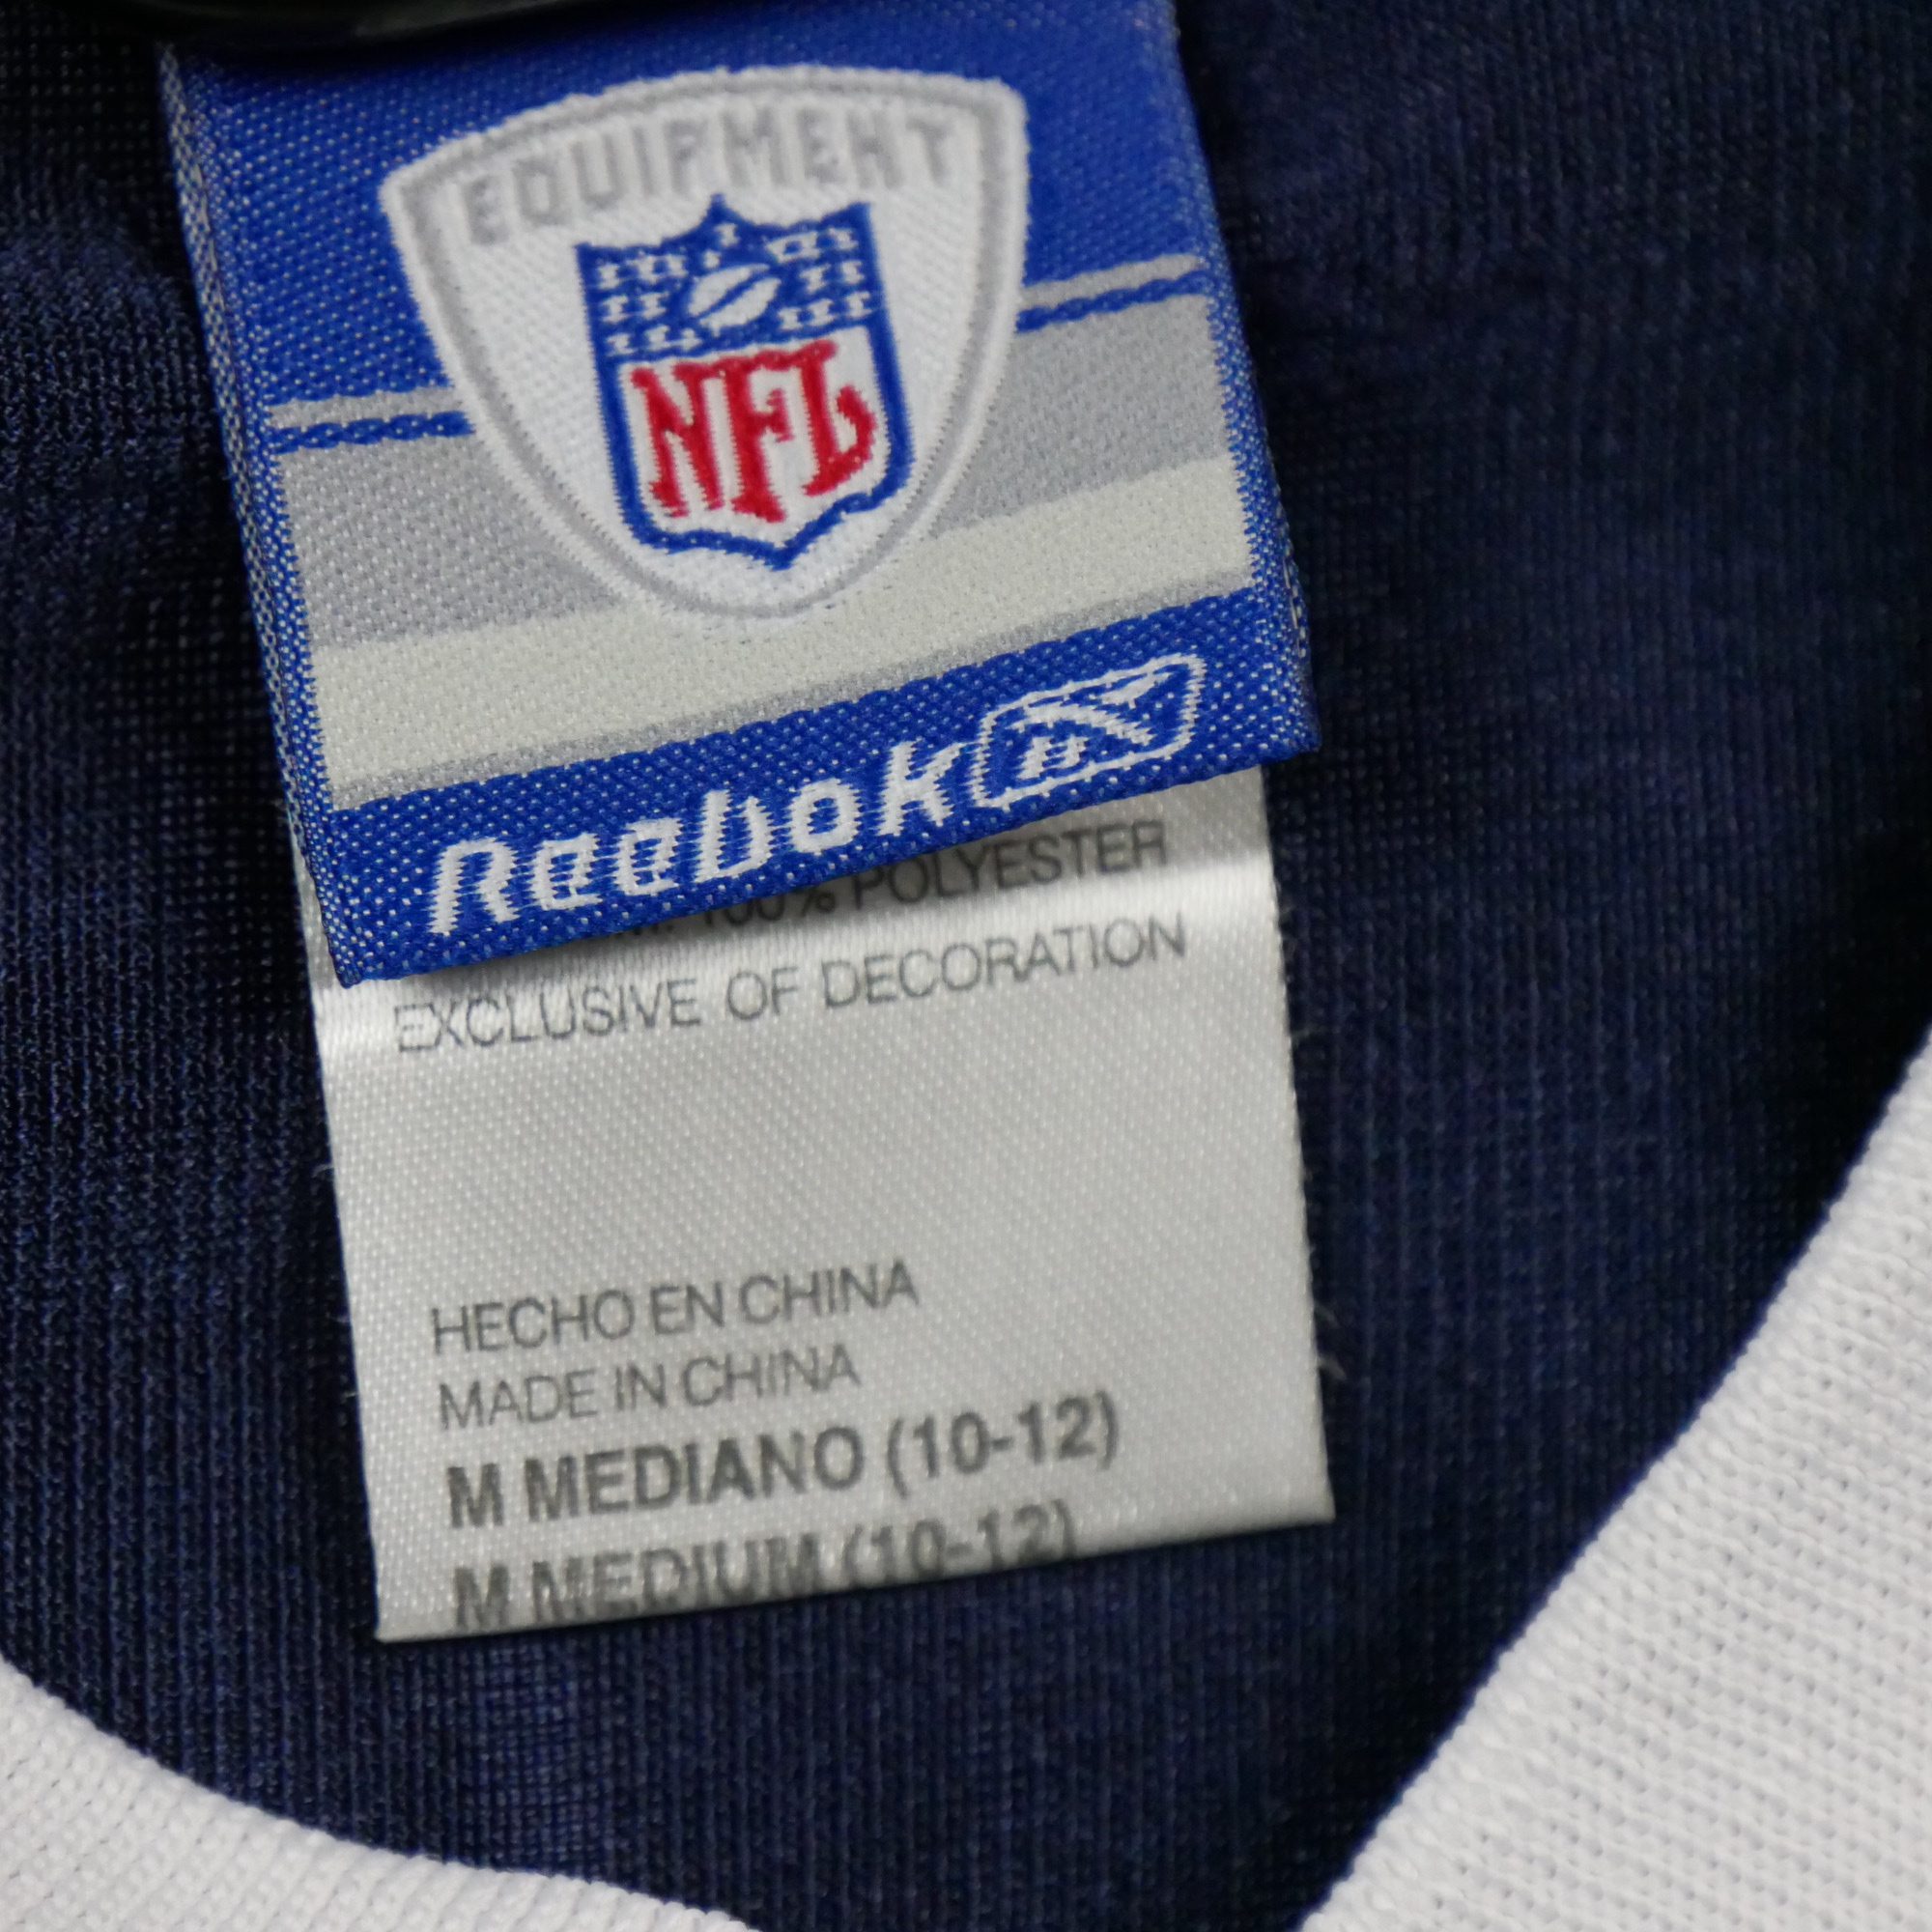 EQUIPMENT
NFL
Reebok
100% POLYESTER
EXCLUSIVE OF DECORATION
HECHO EN CHINA
MADE IN CHINA
M MEDIANO (10-12)
M MEDIUM (10-12)